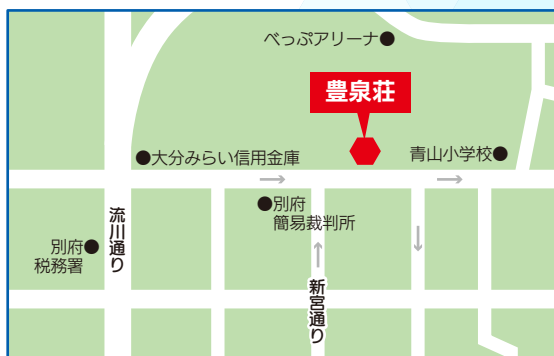 べっぷアリーナ
豊泉荘
大分みらい信用金庫
青山小学校
別府
簡易裁判所
流川通り
別府
税務署
新宮通り